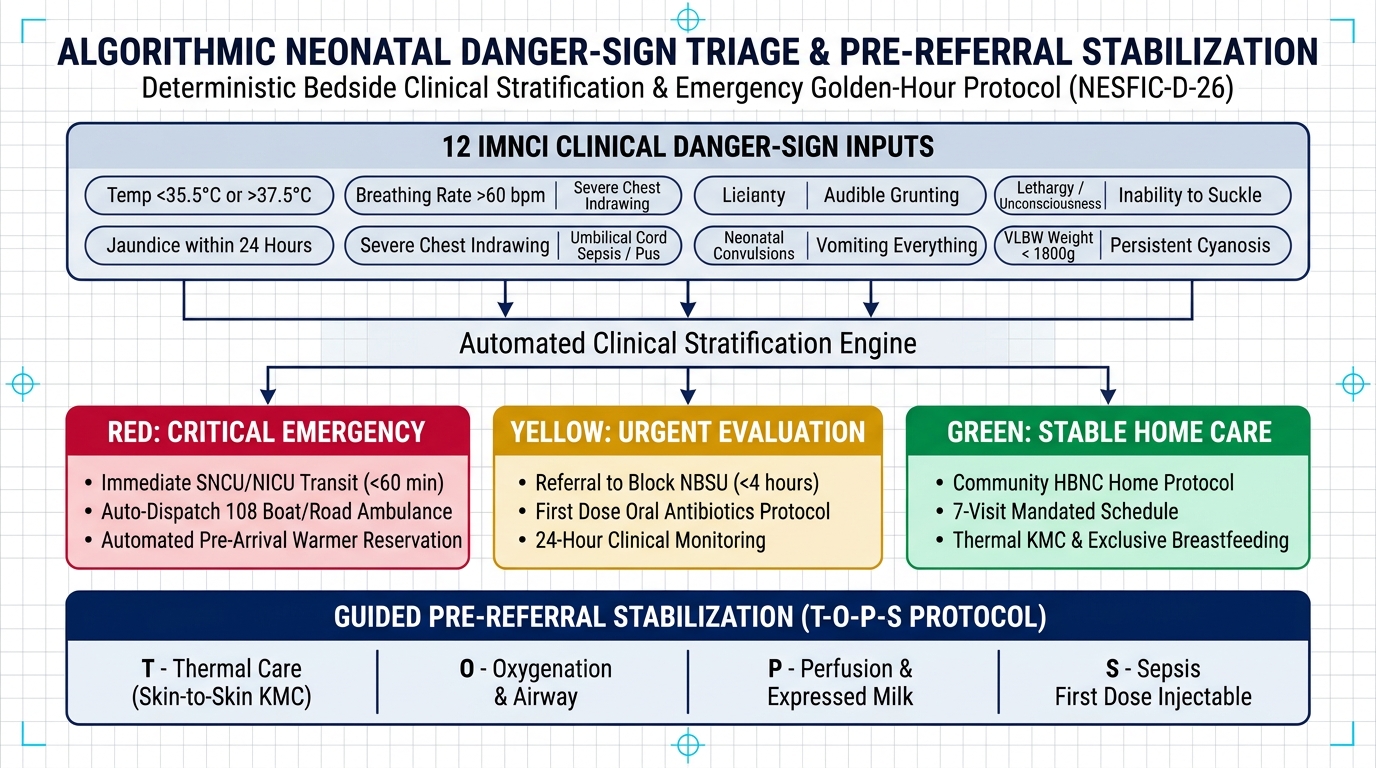 ALGORITHMIC NEONATAL DANGER-SIGN TRIAGE & PRE-REFERRAL STABILIZATION
Deterministic Bedside Clinical Stratification & Emergency Golden-Hour Protocol (NESFIC-D-26)
12 IMNCI CLINICAL DANGER-SIGN INPUTS
Temp <35.5°C or >37.5°C
Breathing Rate >60 bpm
Severe Chest
Indrawing
Licianty
Audible Grunting
Lethargy /
Unconsciousness
Inability to Suckle
Jaundice within 24 Hours
Severe Chest Indrawing
Umbilical Cord
Sepsis / Pus
Neonatal
Convulsions
Vomiting Everything
VLBW Weight
< 1800g
Persistent Cyanosis
Automated Clinical Stratification Engine
RED: CRITICAL EMERGENCY
• Immediate SNCU/NICU Transit (<60 min)
• Auto-Dispatch 108 Boat/Road Ambulance
• Automated Pre-Arrival Warmer Reservation
YELLOW: URGENT EVALUATION
• Referral to Block NBSU (<4 hours)
• First Dose Oral Antibiotics Protocol
• 24-Hour Clinical Monitoring
GREEN: STABLE HOME CARE
• Community HBNC Home Protocol
• 7-Visit Mandated Schedule
• Thermal KMC & Exclusive Breastfeeding
GUIDED PRE-REFERRAL STABILIZATION (T-O-P-S PROTOCOL)
T - Thermal Care
(Skin-to-Skin KMC)
O - Oxygenation
& Airway
P - Perfusion &
Expressed Milk
S - Sepsis
First Dose Injectable